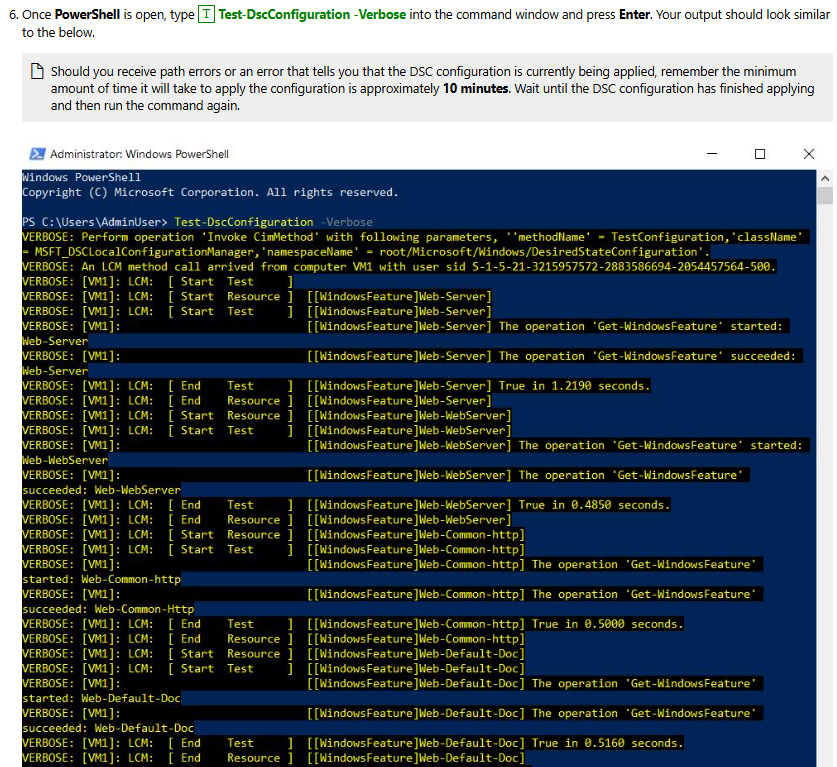 6. Once PowerShell is open, type T Test-DscConfiguration -Verbose into the command window and press Enter. Your output should look similar
to the below.
Should you receive path errors or an error that tells you that the DSC configuration is currently being applied, remember the minimum
amount of time it will take to apply the configuration is approximately 10 minutes. Wait until the DSC configuration has finished applying
and then run the command again.
Administrator: Windows PowerShell
Windows PowerShell
Copyright (C) Microsoft Corporation. All rights reserved.
PS C:\Users\AdminUser> Test-DscConfiguration -Verbose
VERBOSE: Perform operation 'Invoke CimMethod' with following parameters, ''methodName' = TestConfiguration,'className'
= MSFT_DSCLocalConfigurationManager,'namespaceName' = root/Microsoft/Windows/DesiredStateConfiguration'.
VERBOSE: An LCM method call arrived from computer VM1 with user sid S-1-5-21-3215957572-2883586694-2054457564-500.
VERBOSE: [VM1]: LCM:  [ Start  Test     ]
VERBOSE: [VM1]: LCM:  [ Start  Resource ]  [[WindowsFeature]Web-Server]
VERBOSE: [VM1]: LCM:  [ Start  Test     ]  [[WindowsFeature]Web-Server]
VERBOSE: [VM1]:                            [[WindowsFeature]Web-Server] The operation 'Get-WindowsFeature' started:
Web-Server
VERBOSE: [VM1]:                            [[WindowsFeature]Web-Server] The operation 'Get-WindowsFeature' succeeded:
Web-Server
VERBOSE: [VM1]: LCM:  [ End    Test     ]  [[WindowsFeature]Web-Server] True in 1.2190 seconds.
VERBOSE: [VM1]: LCM:  [ End    Resource ]  [[WindowsFeature]Web-Server]
VERBOSE: [VM1]: LCM:  [ Start  Resource ]  [[WindowsFeature]Web-WebServer]
VERBOSE: [VM1]: LCM:  [ Start  Test     ]  [[WindowsFeature]Web-WebServer]
VERBOSE: [VM1]:                            [[WindowsFeature]Web-WebServer] The operation 'Get-WindowsFeature' started:
Web-WebServer
VERBOSE: [VM1]:                            [[WindowsFeature]Web-WebServer] The operation 'Get-WindowsFeature'
succeeded: Web-WebServer
VERBOSE: [VM1]: LCM:  [ End    Test     ]  [[WindowsFeature]Web-WebServer] True in 0.4850 seconds.
VERBOSE: [VM1]: LCM:  [ End    Resource ]  [[WindowsFeature]Web-WebServer]
VERBOSE: [VM1]: LCM:  [ Start  Resource ]  [[WindowsFeature]Web-Common-http]
VERBOSE: [VM1]: LCM:  [ Start  Test     ]  [[WindowsFeature]Web-Common-http]
VERBOSE: [VM1]:                            [[WindowsFeature]Web-Common-http] The operation 'Get-WindowsFeature'
started: Web-Common-http
VERBOSE: [VM1]:                            [[WindowsFeature]Web-Common-http] The operation 'Get-WindowsFeature'
succeeded: Web-Common-Http
VERBOSE: [VM1]: LCM:  [ End    Test     ]  [[WindowsFeature]Web-Common-http] True in 0.5000 seconds.
VERBOSE: [VM1]: LCM:  [ End    Resource ]  [[WindowsFeature]Web-Common-http]
VERBOSE: [VM1]: LCM:  [ Start  Resource ]  [[WindowsFeature]Web-Default-Doc]
VERBOSE: [VM1]: LCM:  [ Start  Test     ]  [[WindowsFeature]Web-Default-Doc]
VERBOSE: [VM1]:                            [[WindowsFeature]Web-Default-Doc] The operation 'Get-WindowsFeature'
started: Web-Default-Doc
VERBOSE: [VM1]:                            [[WindowsFeature]Web-Default-Doc] The operation 'Get-WindowsFeature'
succeeded: Web-Default-Doc
VERBOSE: [VM1]: LCM:  [ End    Test     ]  [[WindowsFeature]Web-Default-Doc] True in 0.5160 seconds.
VERBOSE: [VM1]: LCM:  [ End    Resource ]  [[WindowsFeature]Web-Default-Doc]